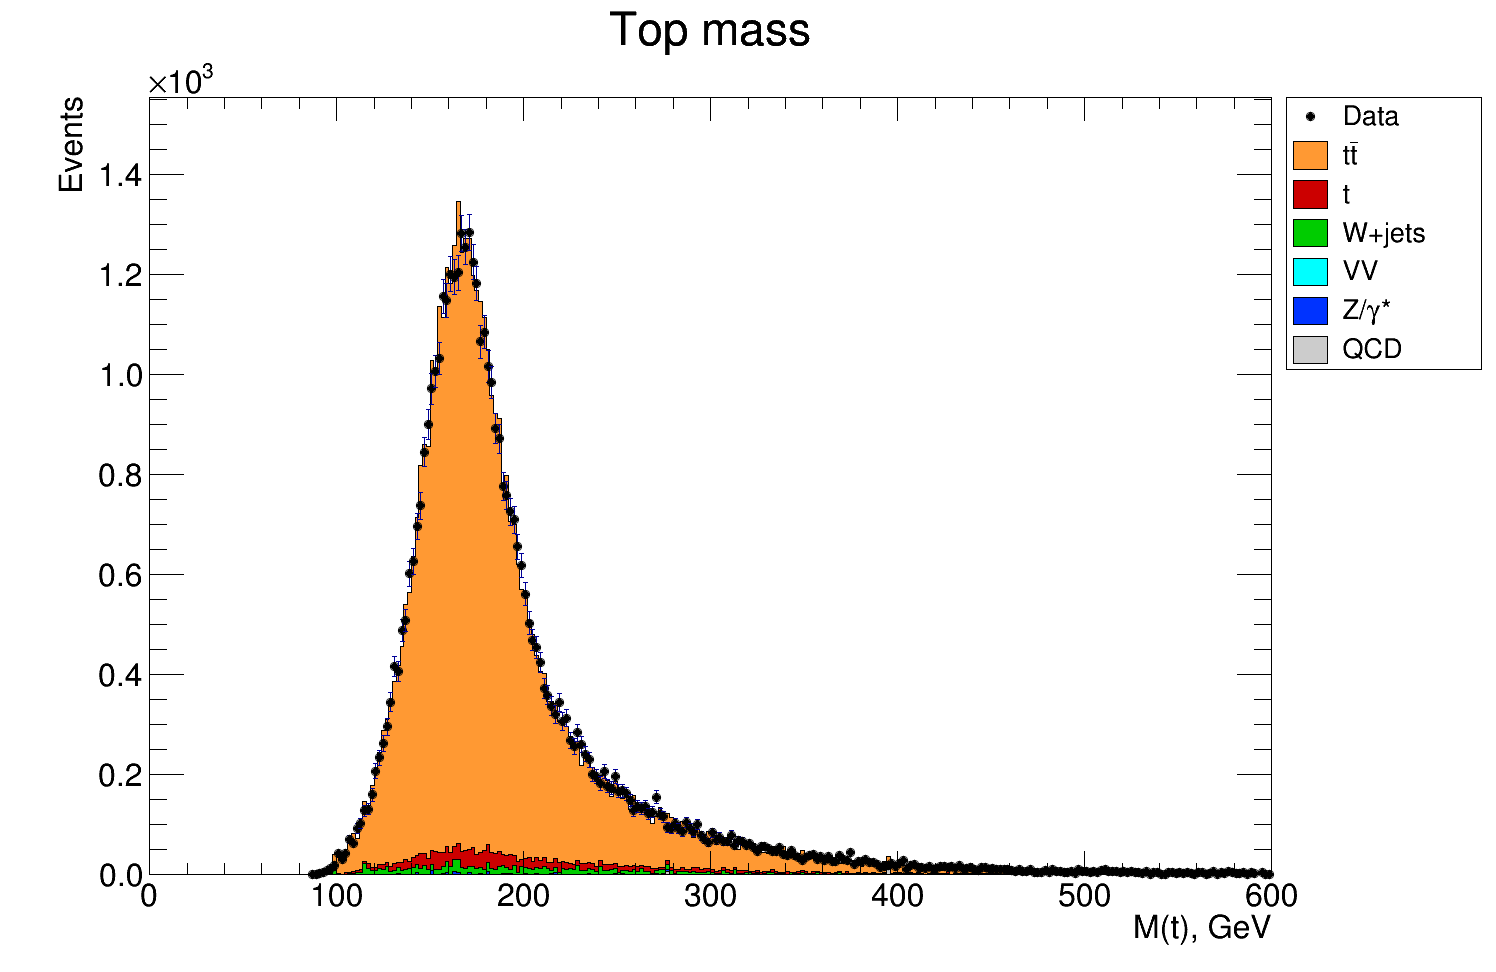 Top mass
×10³
Events
1.4
1.2
1.0
0.8
0.6
0.4
0.2
0.0
0 100 200 300 400 500 600
M(t), GeV
Data
tt̄
t
W+jets
VV
Z/γ*
QCD